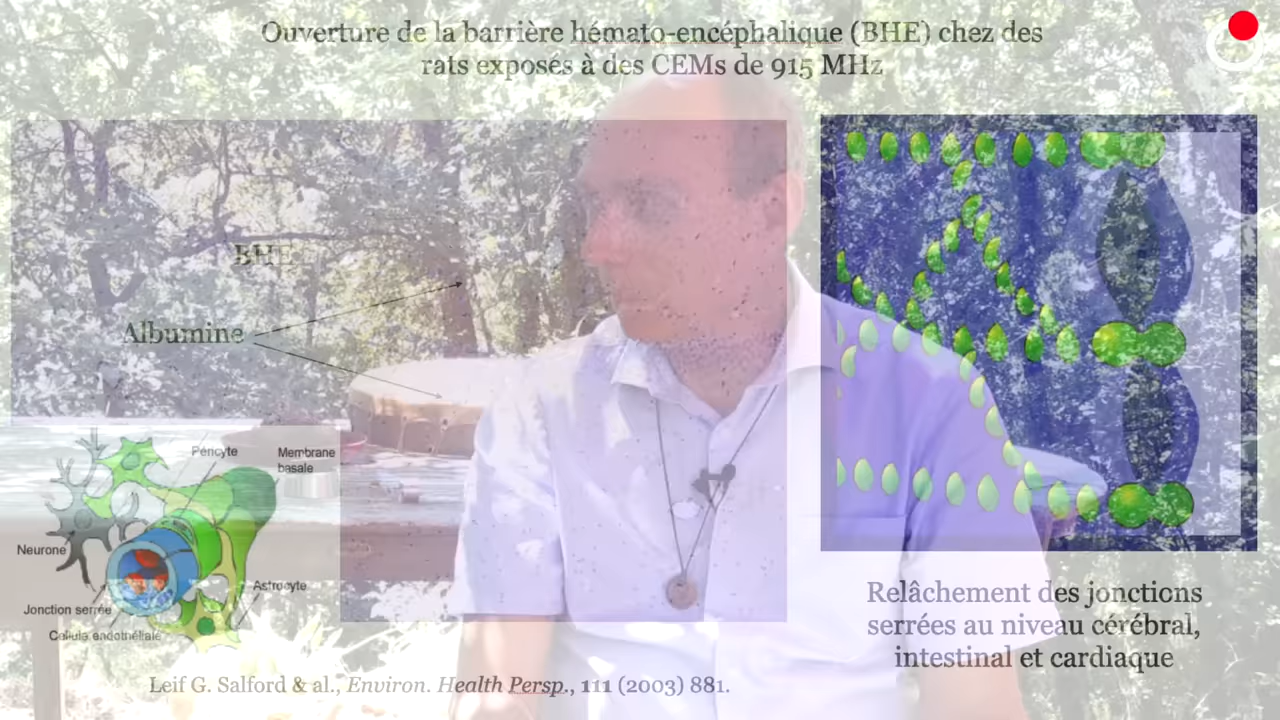 Ouverture de la barrière hémato-encéphalique (BHE) chez des
rats exposés à des CEMs de 915 MHz
BHE
Albumine
Péricyte
Membrane
basale
Neurone
Astrocyte
Jonction serrée
Cellule endothéliale
Relâchement des jonctions
serrées au niveau cérébral,
intestinal et cardiaque
Leif G. Salford & al., Environ. Health Persp., 111 (2003) 881.